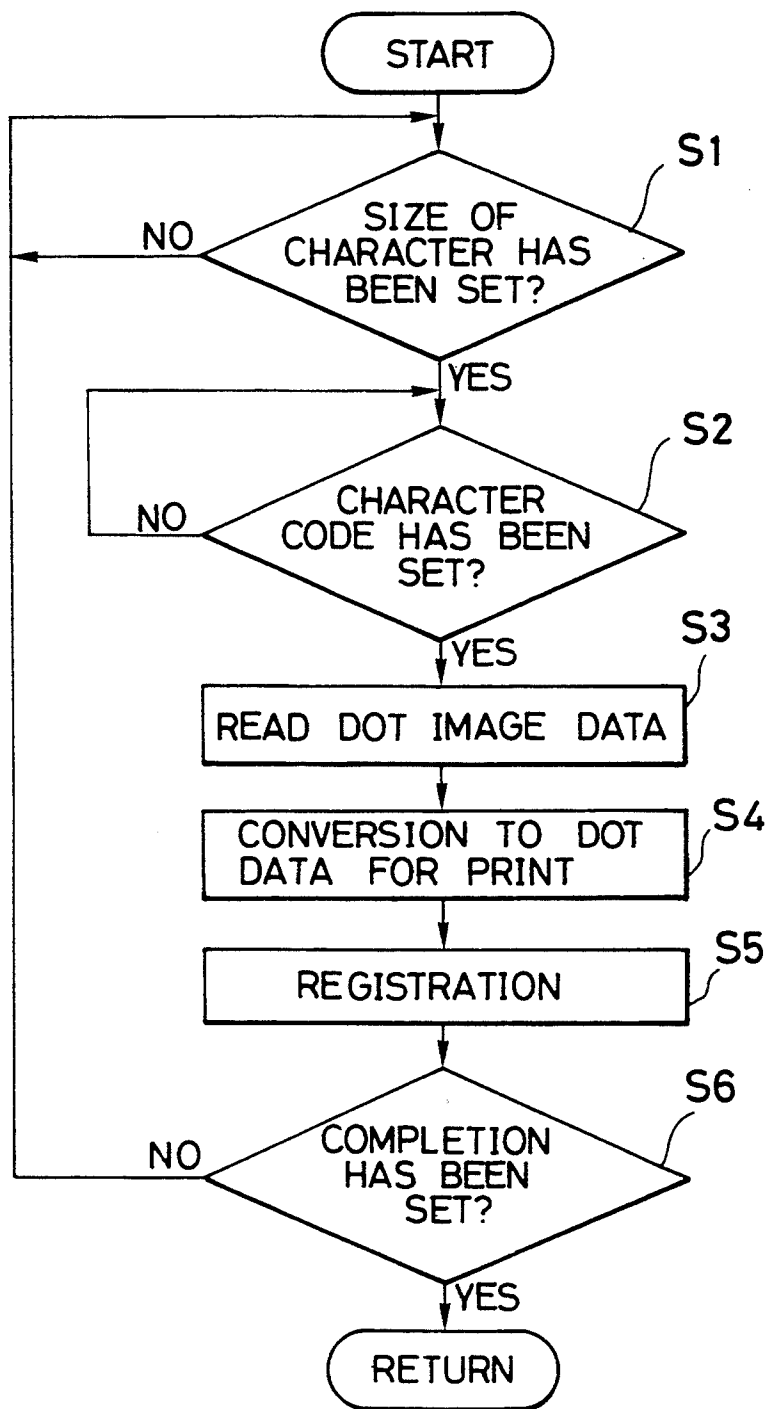 START
S1
SIZE OF
CHARACTER HAS
BEEN SET?
NO
YES
S2
CHARACTER
CODE HAS BEEN
SET?
NO
YES
S3
READ DOT IMAGE DATA
S4
CONVERSION TO DOT
DATA FOR PRINT
S5
REGISTRATION
S6
COMPLETION
HAS BEEN
SET?
NO
YES
RETURN